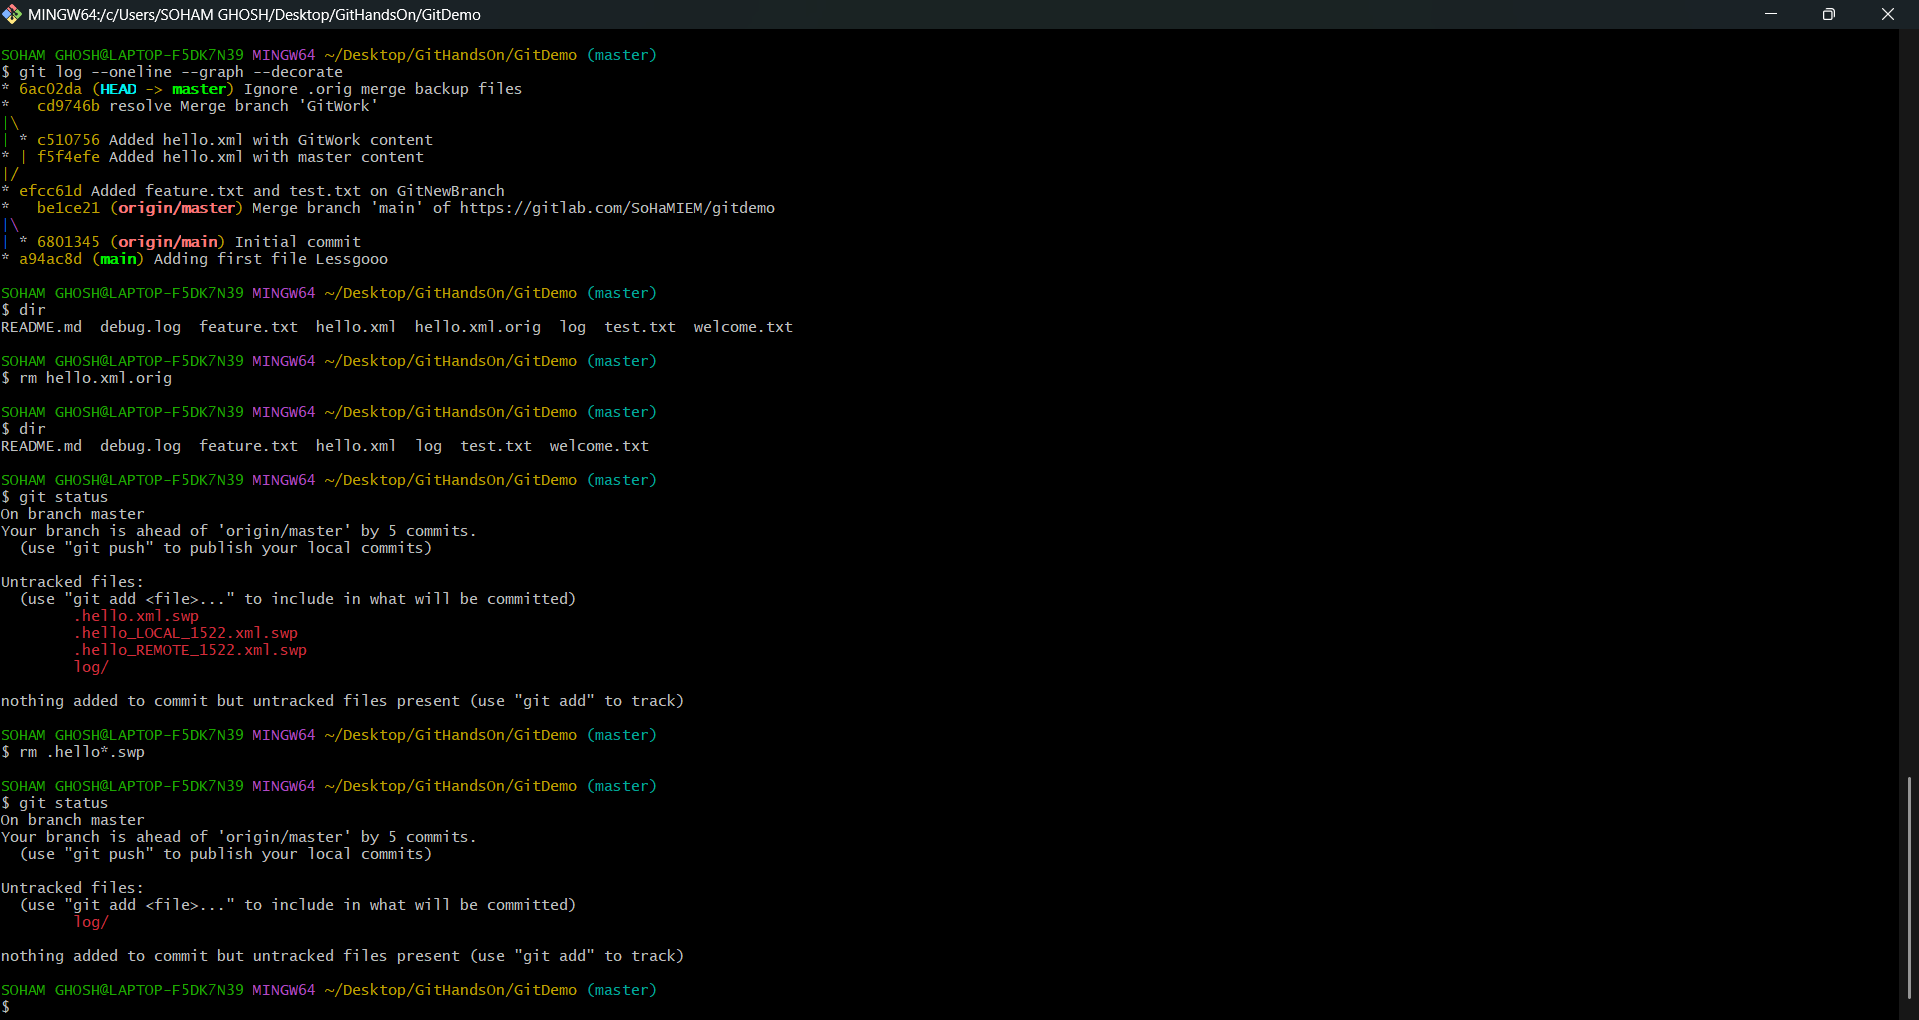 MINGW64:/c/Users/SOHAM GHOSH/Desktop/GitHandsOn/GitDemo
SOHAM GHOSH@LAPTOP-F5DK7N39 MINGW64 ~/Desktop/GitHandsOn/GitDemo (master)
$ git log --oneline --graph --decorate
* 6ac02da (HEAD -> master) Ignore .orig merge backup files
*   cd9746b resolve Merge branch 'GitWork'
|\
| * c510756 Added hello.xml with GitWork content
* | f5f4efe Added hello.xml with master content
|/
* efcc61d Added feature.txt and test.txt on GitNewBranch
*   be1ce21 (origin/master) Merge branch 'main' of https://gitlab.com/SoHaMIEM/gitdemo
|\
| * 6801345 (origin/main) Initial commit
* a94ac8d (main) Adding first file Lessgooo
SOHAM GHOSH@LAPTOP-F5DK7N39 MINGW64 ~/Desktop/GitHandsOn/GitDemo (master)
$ dir
README.md  debug.log  feature.txt  hello.xml  hello.xml.orig  log  test.txt  welcome.txt
SOHAM GHOSH@LAPTOP-F5DK7N39 MINGW64 ~/Desktop/GitHandsOn/GitDemo (master)
$ rm hello.xml.orig
SOHAM GHOSH@LAPTOP-F5DK7N39 MINGW64 ~/Desktop/GitHandsOn/GitDemo (master)
$ dir
README.md  debug.log  feature.txt  hello.xml  log  test.txt  welcome.txt
SOHAM GHOSH@LAPTOP-F5DK7N39 MINGW64 ~/Desktop/GitHandsOn/GitDemo (master)
$ git status
On branch master
Your branch is ahead of 'origin/master' by 5 commits.
  (use "git push" to publish your local commits)
Untracked files:
  (use "git add <file>..." to include in what will be committed)
        .hello.xml.swp
        .hello_LOCAL_1522.xml.swp
        .hello_REMOTE_1522.xml.swp
        log/
nothing added to commit but untracked files present (use "git add" to track)
SOHAM GHOSH@LAPTOP-F5DK7N39 MINGW64 ~/Desktop/GitHandsOn/GitDemo (master)
$ rm .hello*.swp
SOHAM GHOSH@LAPTOP-F5DK7N39 MINGW64 ~/Desktop/GitHandsOn/GitDemo (master)
$ git status
On branch master
Your branch is ahead of 'origin/master' by 5 commits.
  (use "git push" to publish your local commits)
Untracked files:
  (use "git add <file>..." to include in what will be committed)
        log/
nothing added to commit but untracked files present (use "git add" to track)
SOHAM GHOSH@LAPTOP-F5DK7N39 MINGW64 ~/Desktop/GitHandsOn/GitDemo (master)
$